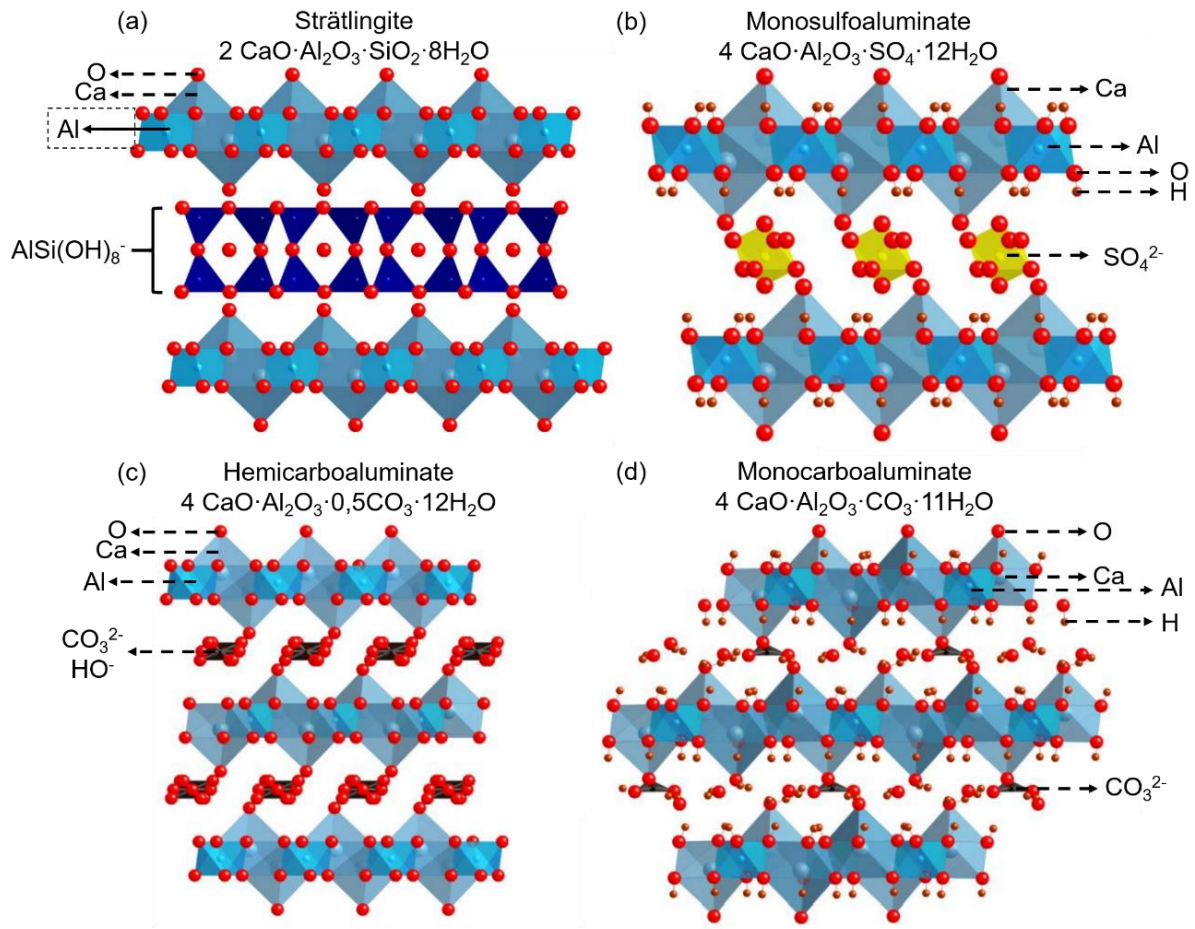 (a)
Strätlingite
2 CaO·Al₂O₃·SiO₂·8H₂O
O
Ca
Al
AlSi(OH)₈⁻
(b)
Monosulfoaluminate
4 CaO·Al₂O₃·SO₄·12H₂O
Ca
Al
O
H
SO₄²⁻
(c)
Hemicarboaluminate
4 CaO·Al₂O₃·0,5CO₃·12H₂O
O
Ca
Al
CO₃²⁻
HO⁻
(d)
Monocarboaluminate
4 CaO·Al₂O₃·CO₃·11H₂O
O
Ca
Al
H
CO₃²⁻